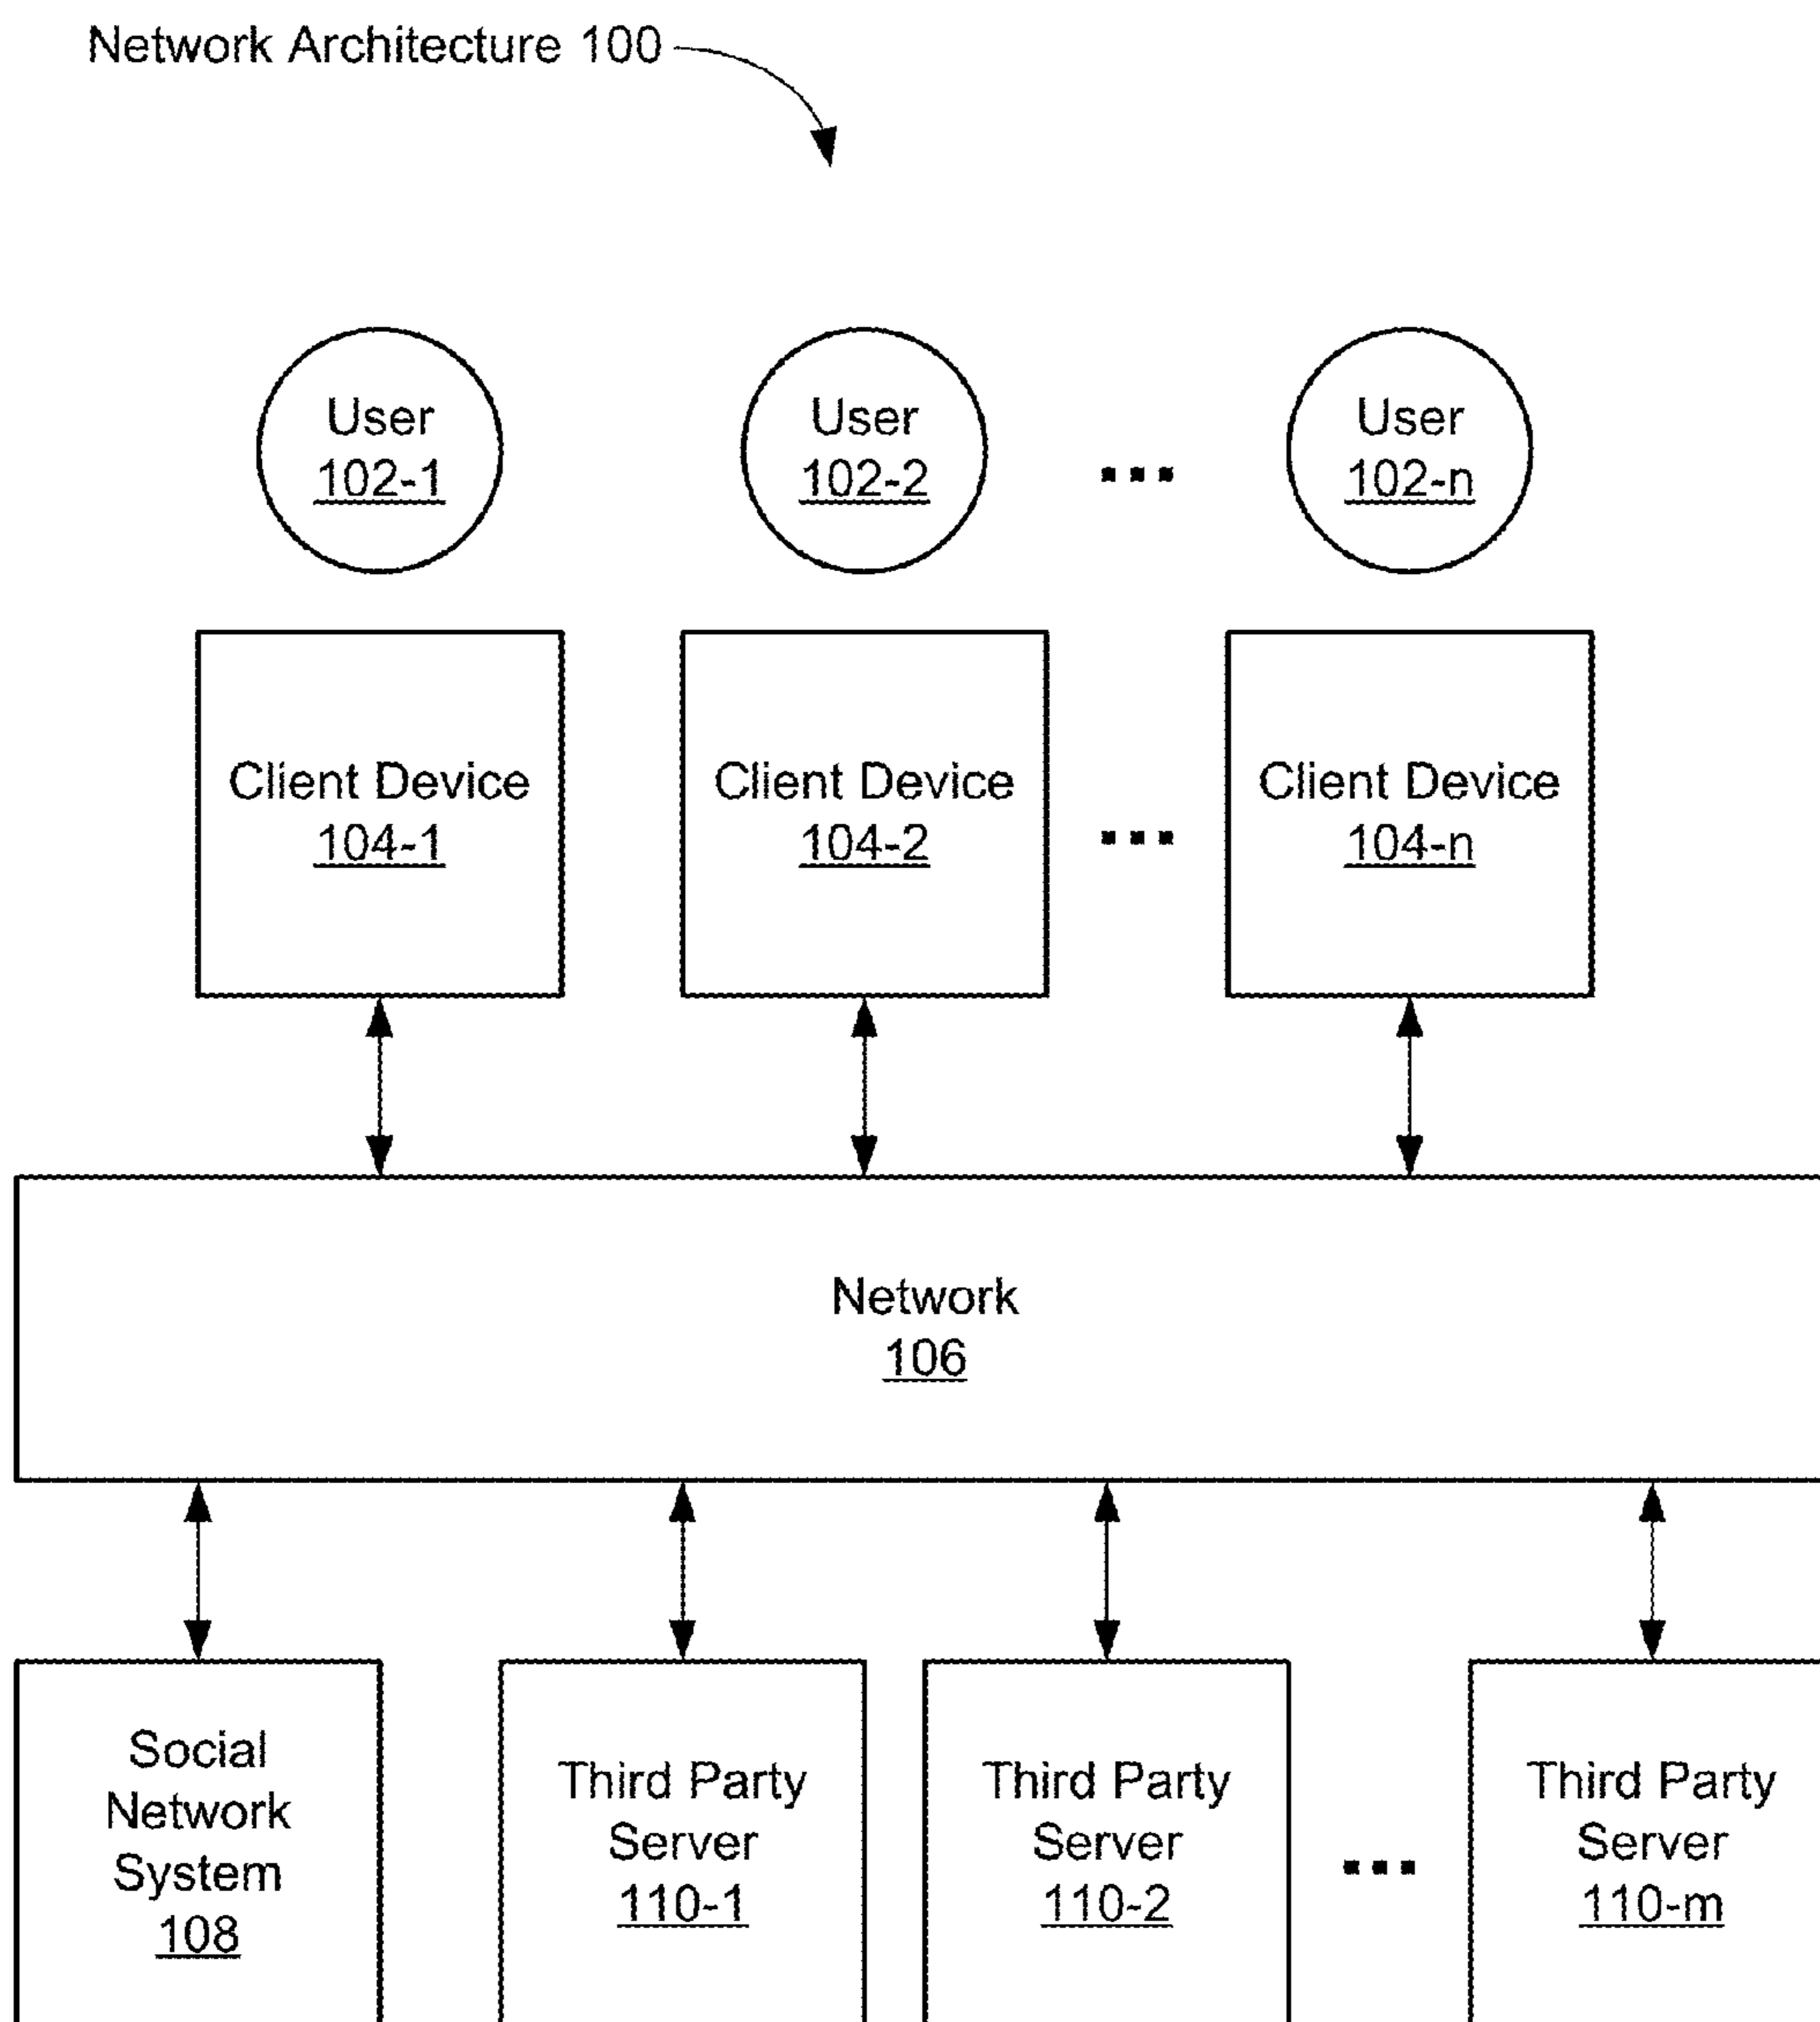 Network Architecture 100
User
102-1
User
102-2
...
User
102-n
Client Device
104-1
Client Device
104-2
...
Client Device
104-n
Network
106
Social
Network
System
108
Third Party
Server
110-1
Third Party
Server
110-2
...
Third Party
Server
110-m